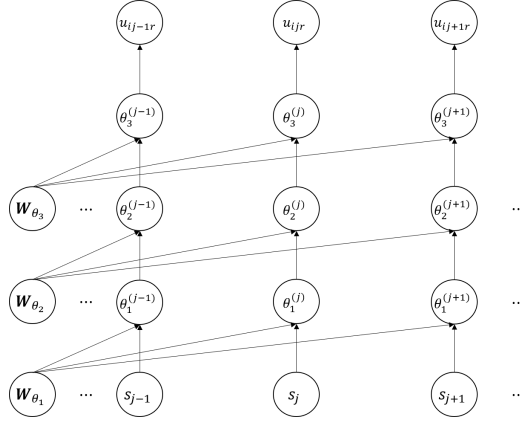 u_{ij-1r} u_{ijr} u_{ij+1r}
θ_3^{(j-1)} θ_3^{(j)} θ_3^{(j+1)}
W_{θ_3} ⋯ θ_2^{(j-1)} θ_2^{(j)} θ_2^{(j+1)} ⋯
W_{θ_2} ⋯ θ_1^{(j-1)} θ_1^{(j)} θ_1^{(j+1)} ⋯
W_{θ_1} ⋯ s_{j-1} s_j s_{j+1} ⋯